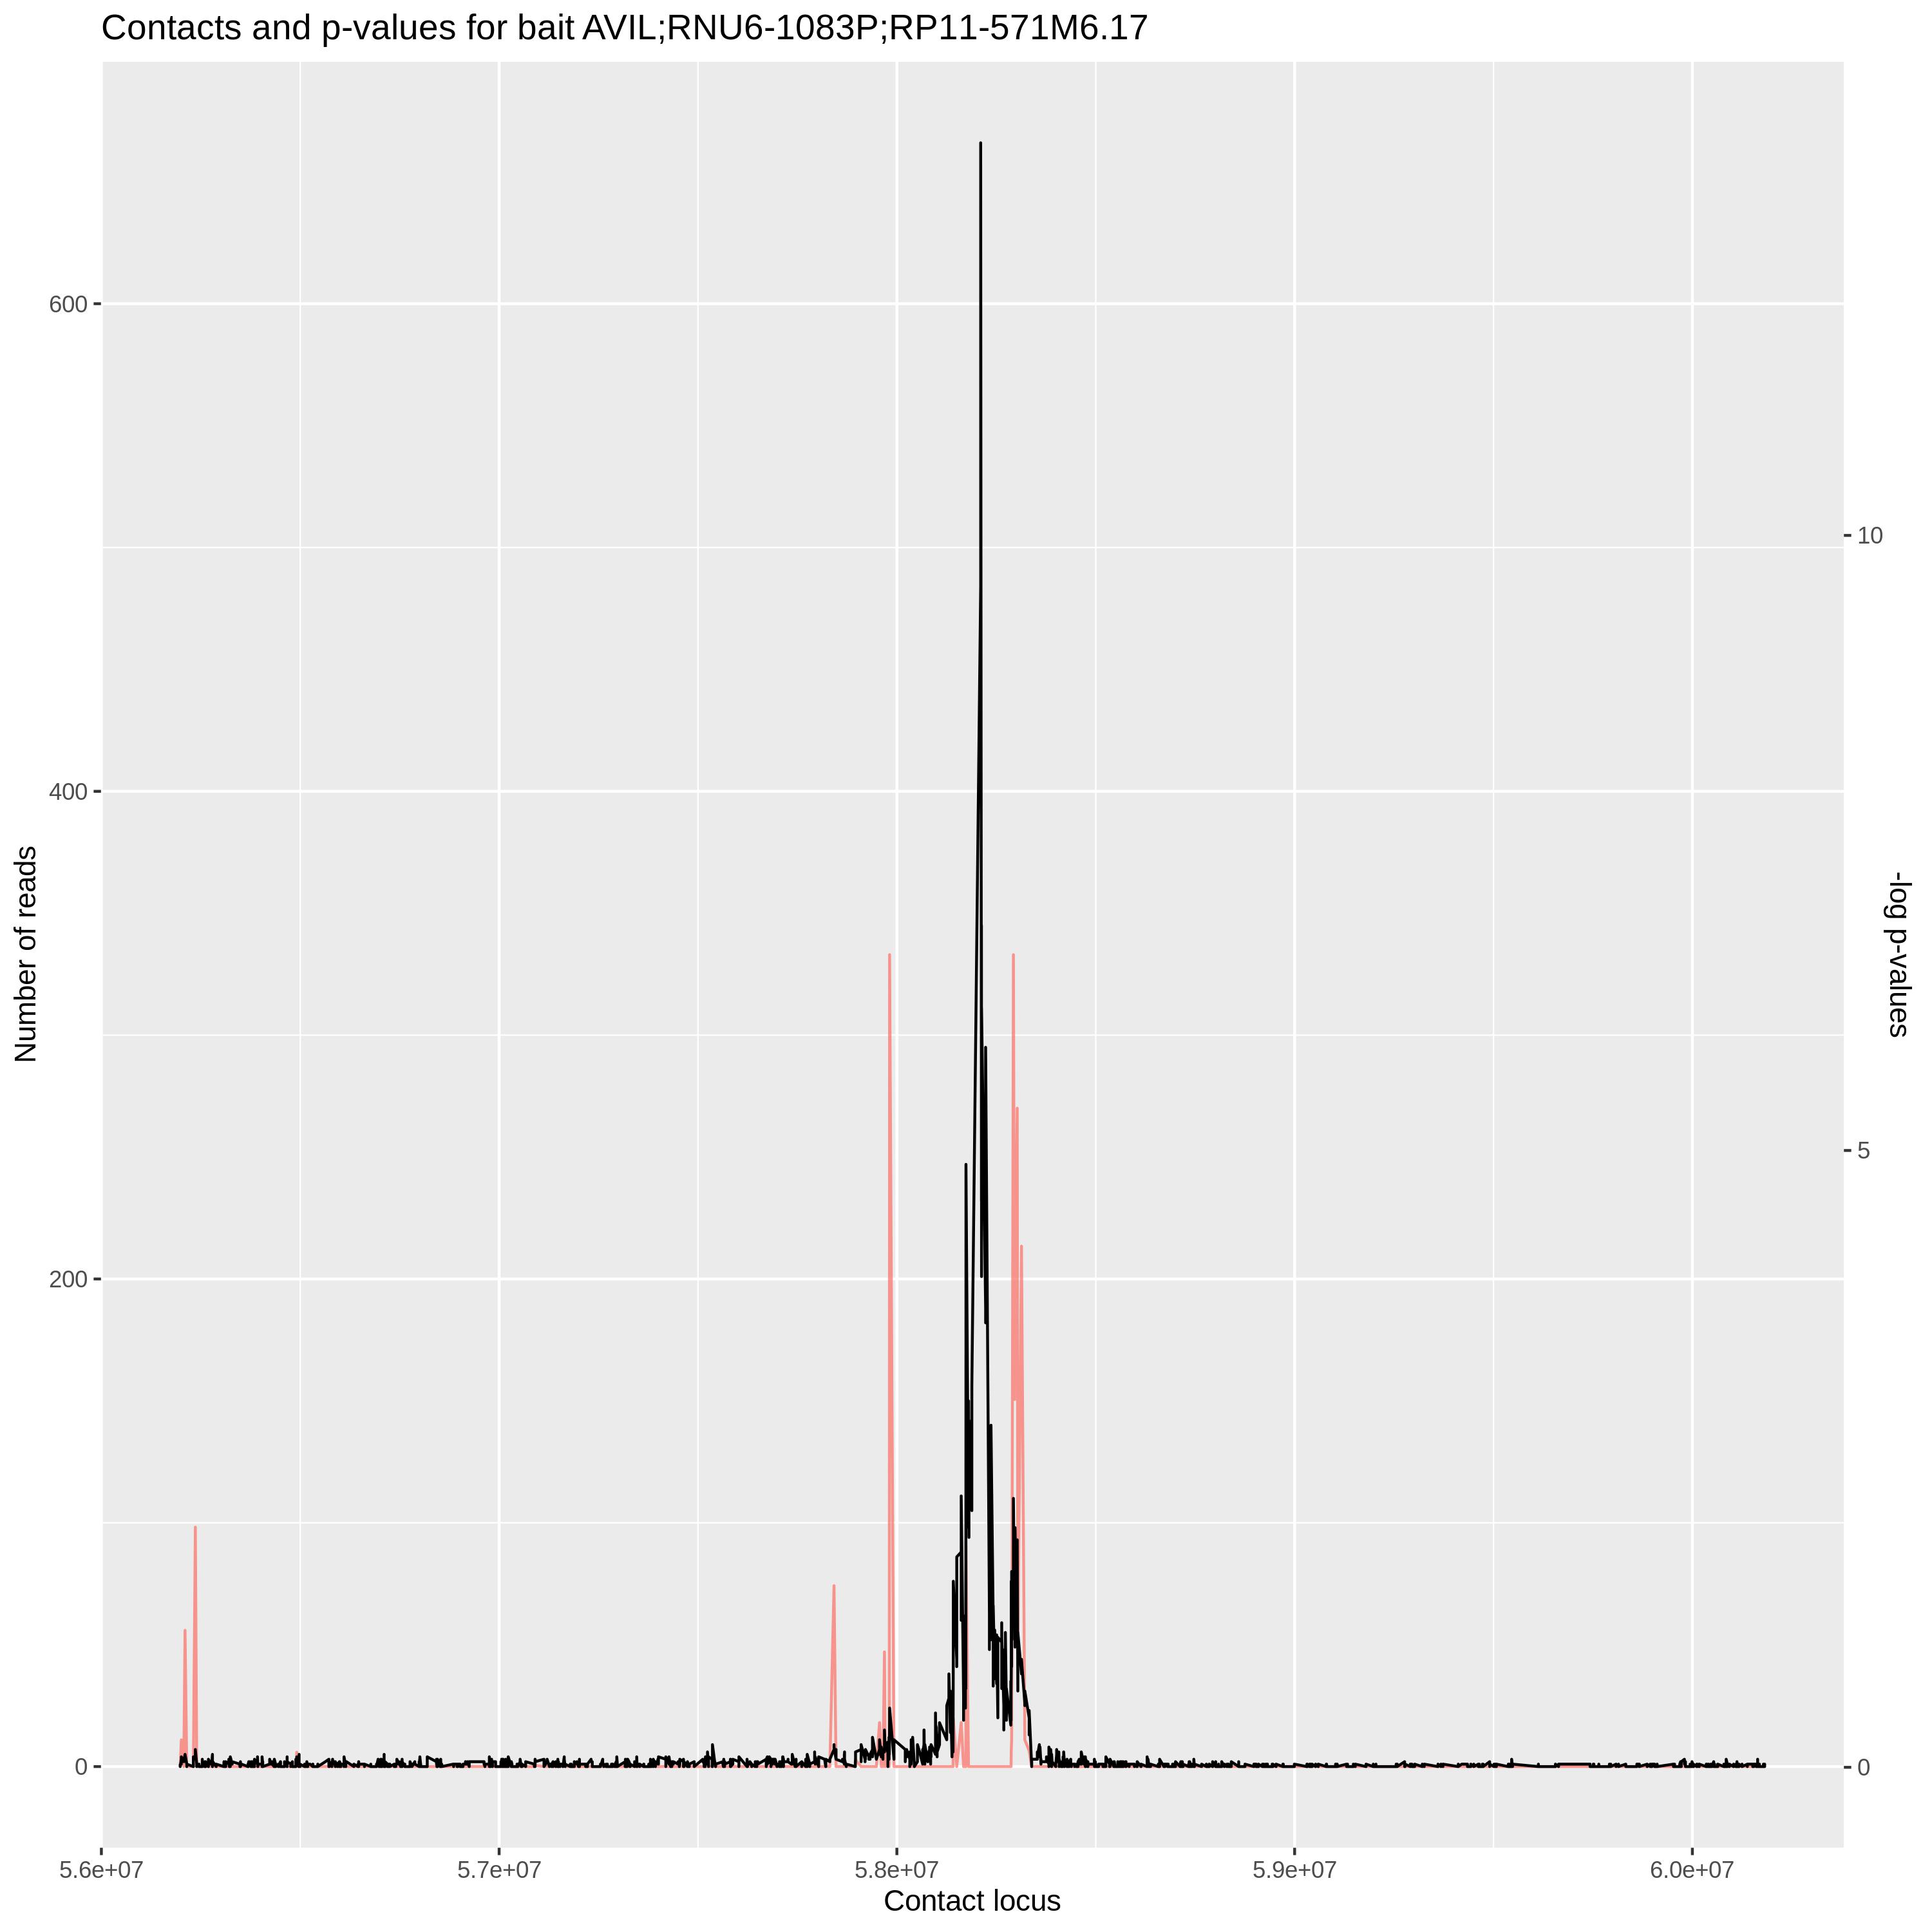 Contacts and p-values for bait AVIL;RNU6-1083P;RP11-571M6.17
600
400
200
0
Number of reads
10
5
0
-log p-values
5.6e+07
5.7e+07
5.8e+07
5.9e+07
6.0e+07
Contact locus